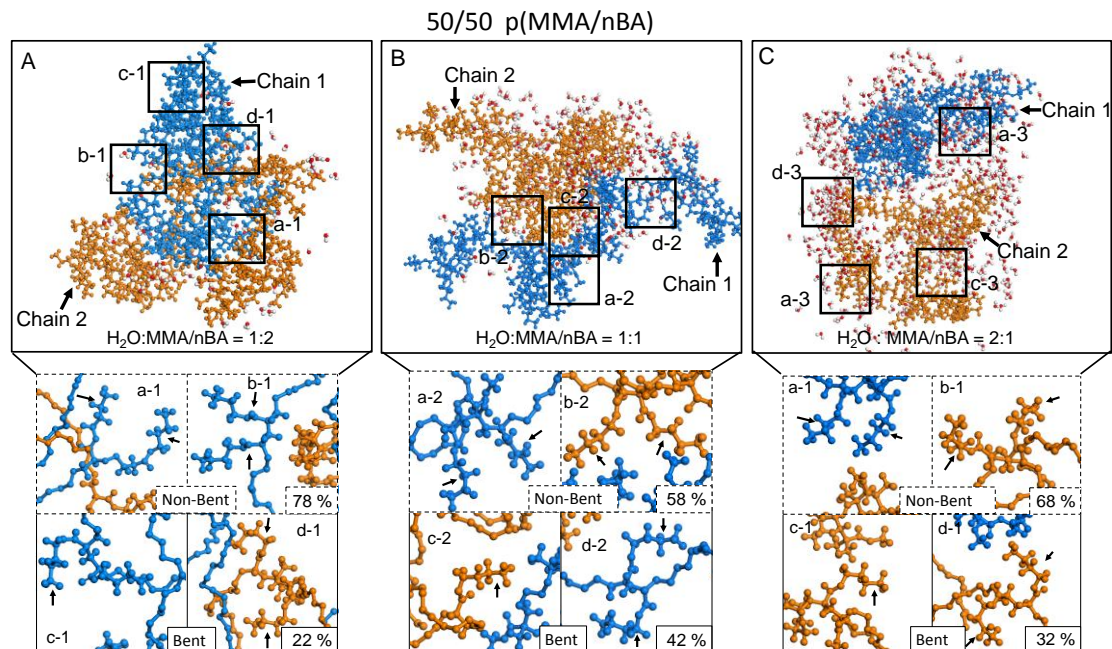 50/50 p(MMA/nBA)
A
c-1
Chain 1
d-1
b-1
a-1
Chain 2
H₂O:MMA/nBA = 1:2
B
Chain 2
c-2
b-2
d-2
a-2
Chain 1
H₂O:MMA/nBA = 1:1
C
Chain 1
a-3
d-3
Chain 2
a-3
c-3
H₂O : MMA/nBA = 2:1
a-1
b-1
Non-Bent
78 %
c-1
d-1
Bent
22 %
a-2
b-2
Non-Bent
58 %
c-2
d-2
Bent
42 %
a-1
b-1
Non-Bent
68 %
c-1
d-1
Bent
32 %